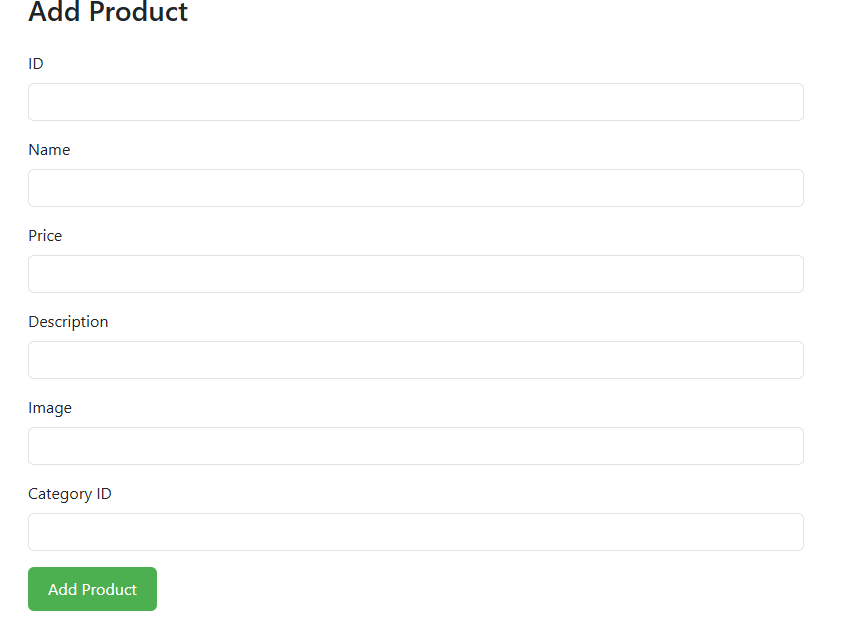 Add Product
ID
Name
Price
Description
Image
Category ID
Add Product